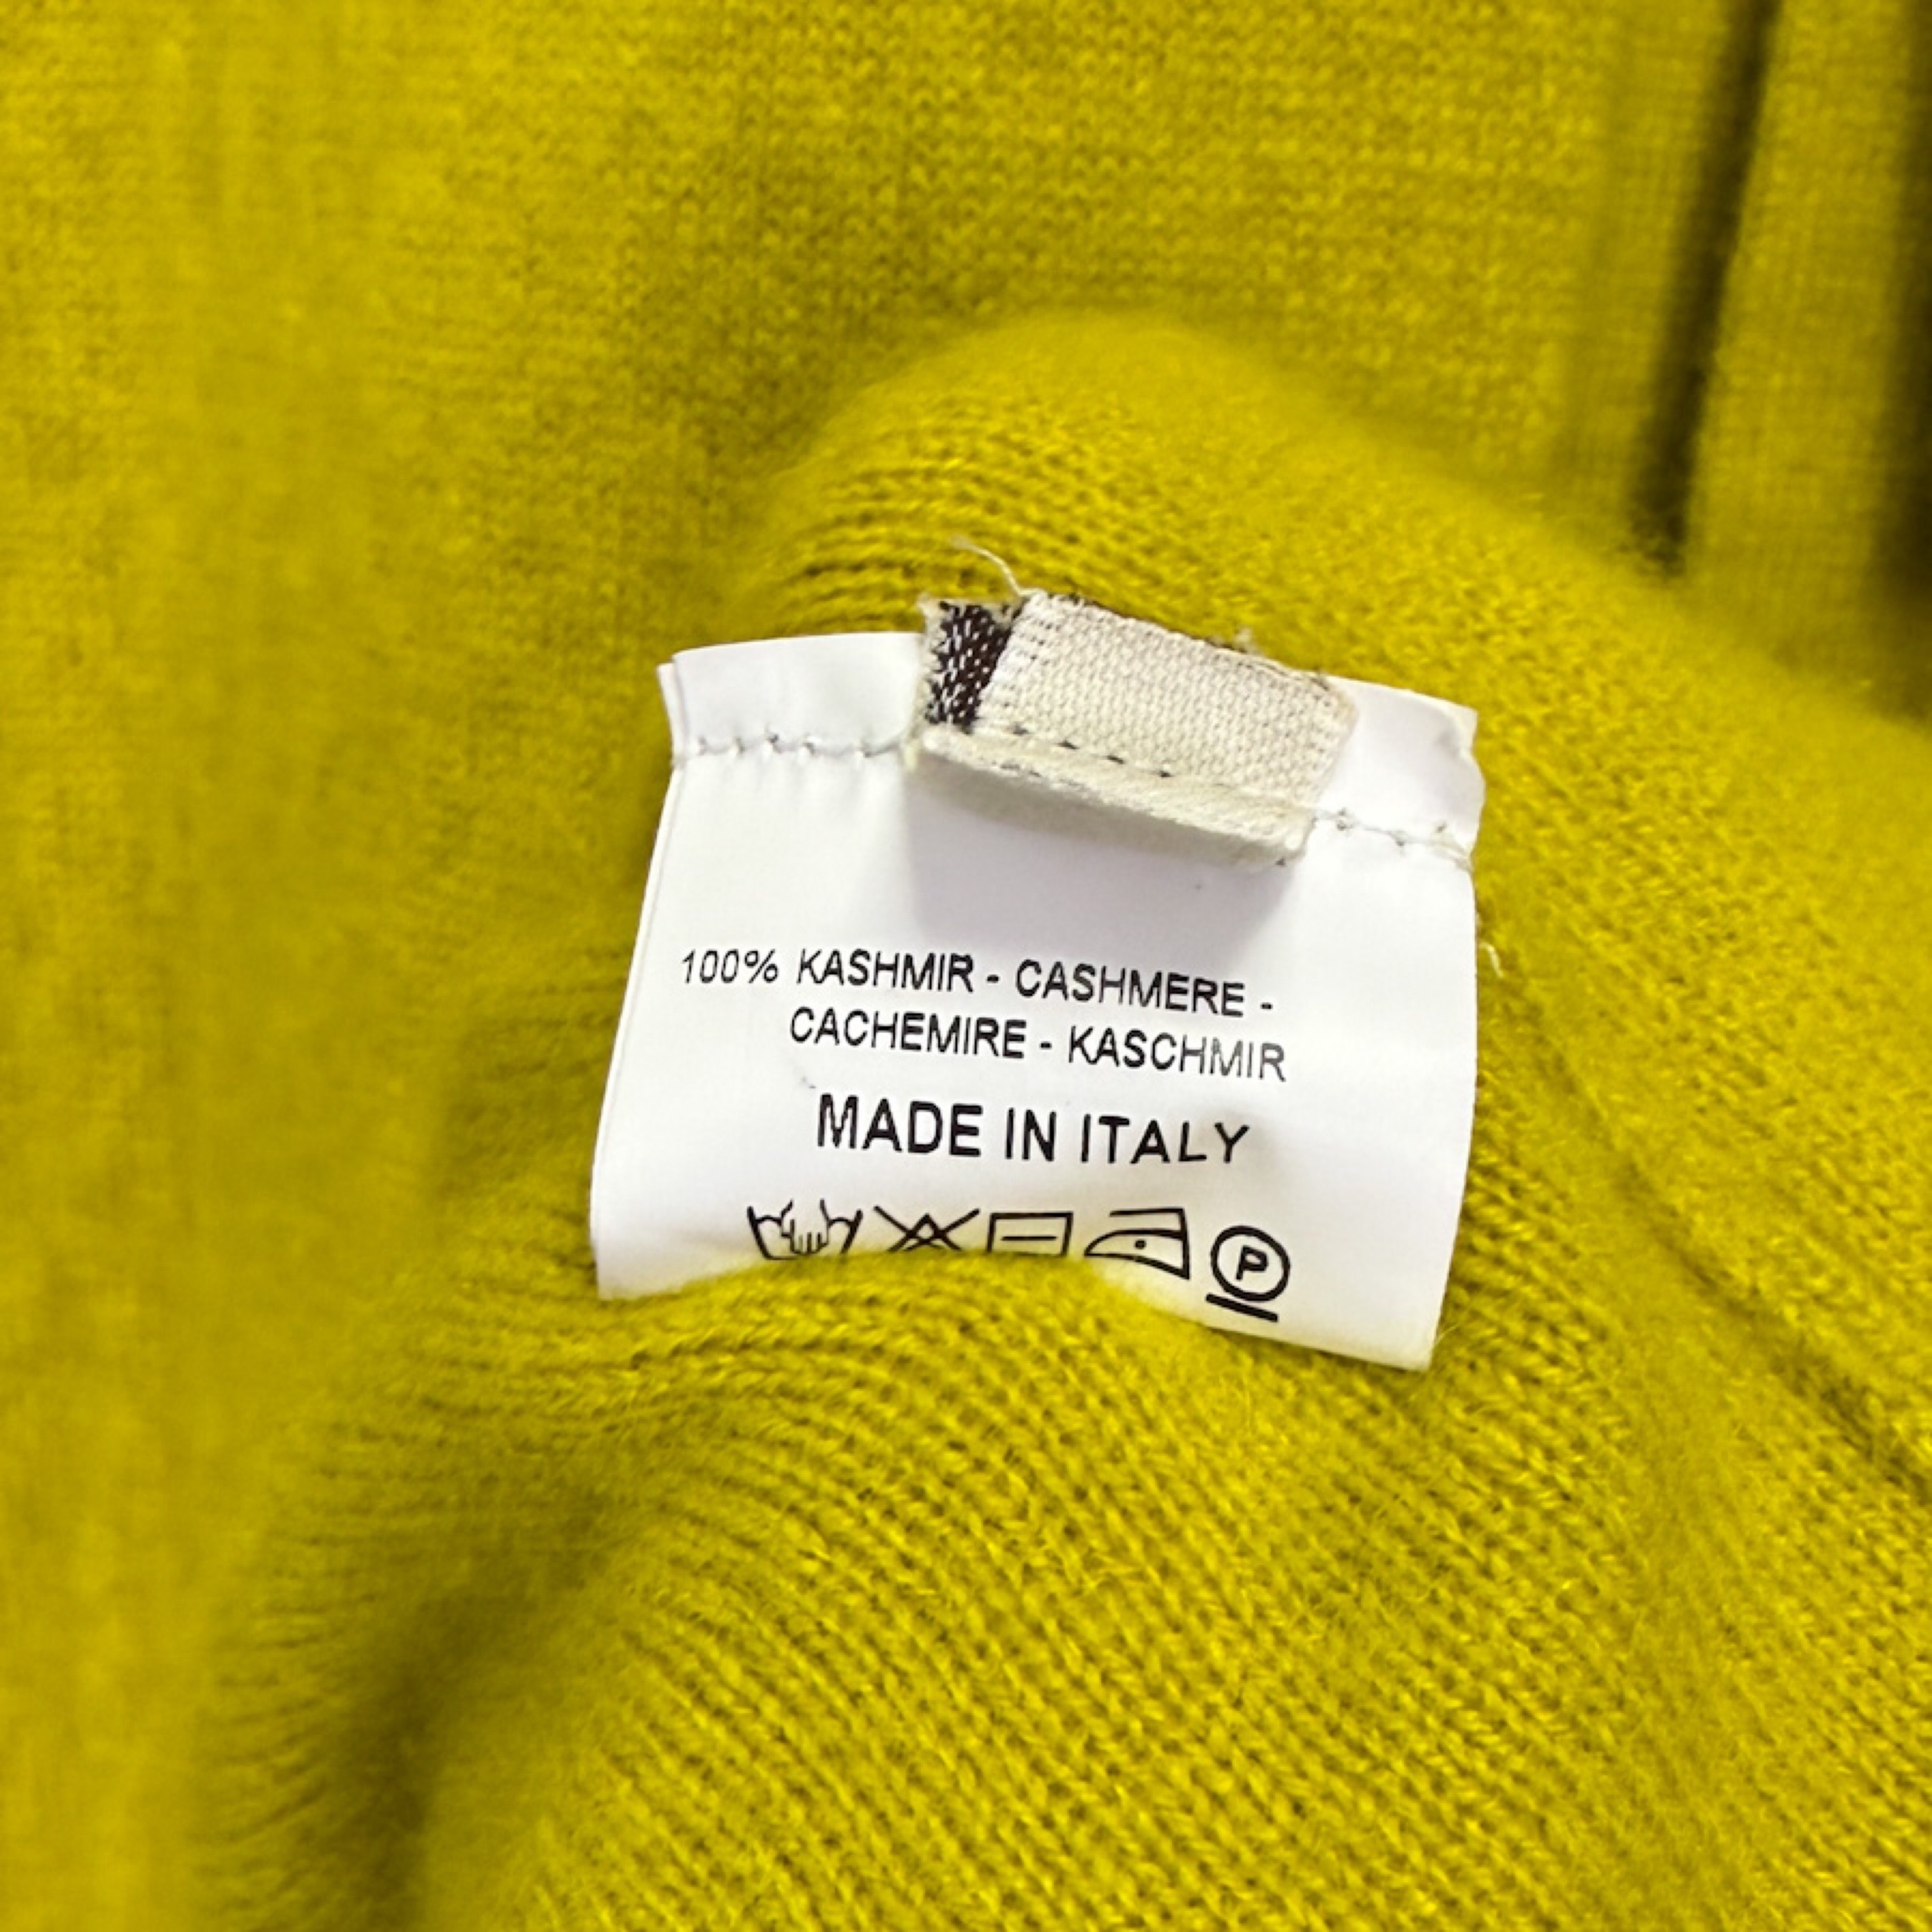 100% KASHMIR - CASHMERE -
CACHEMIRE - KASCHMIR
MADE IN ITALY
P